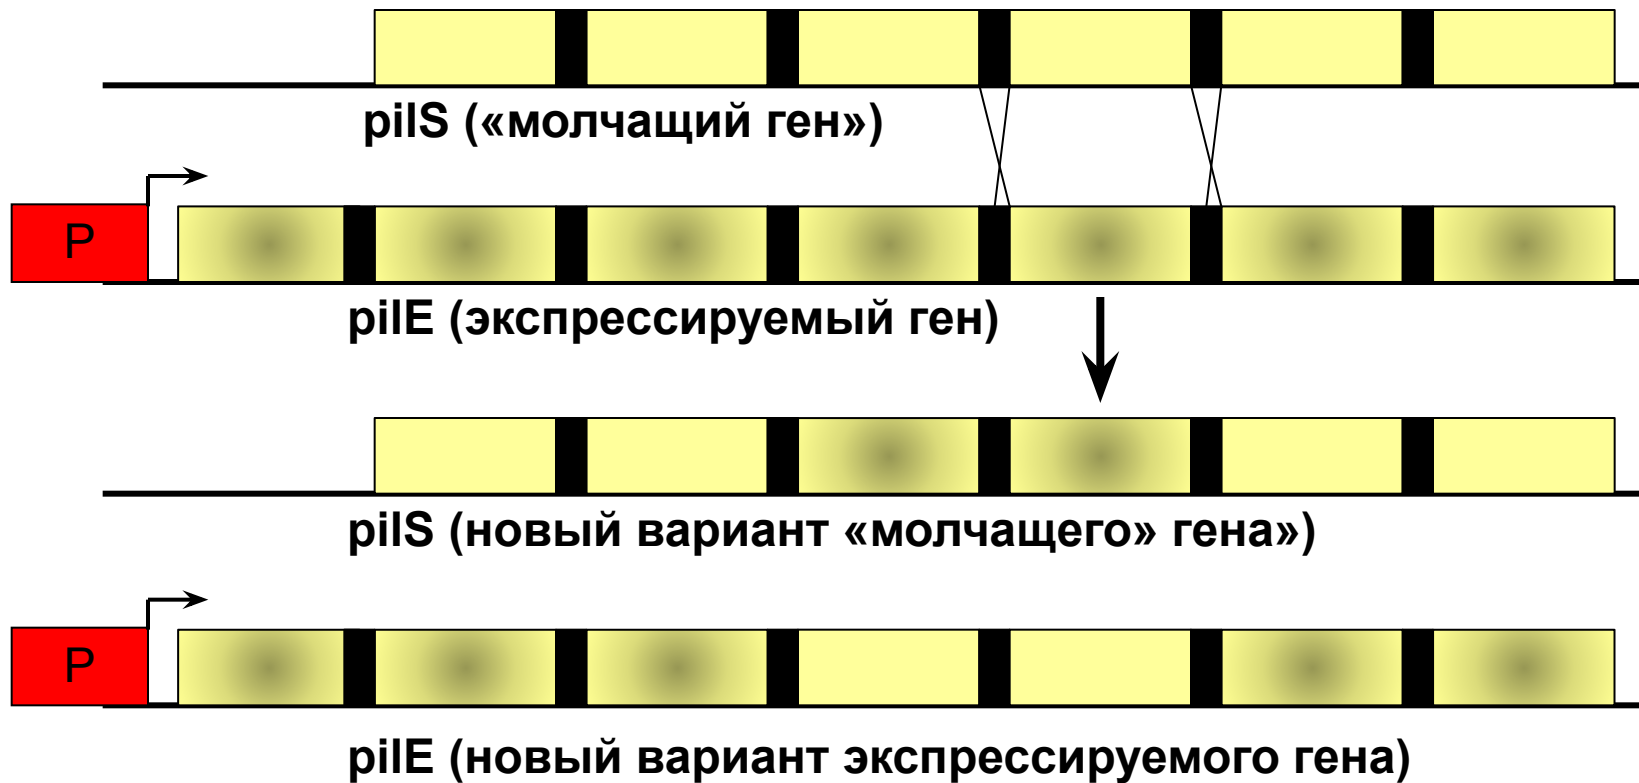 pilS («молчащий ген»)
P
pilE (экспрессируемый ген)
pilS (новый вариант «молчащего» гена»)
P
pilE (новый вариант экспрессируемого гена)